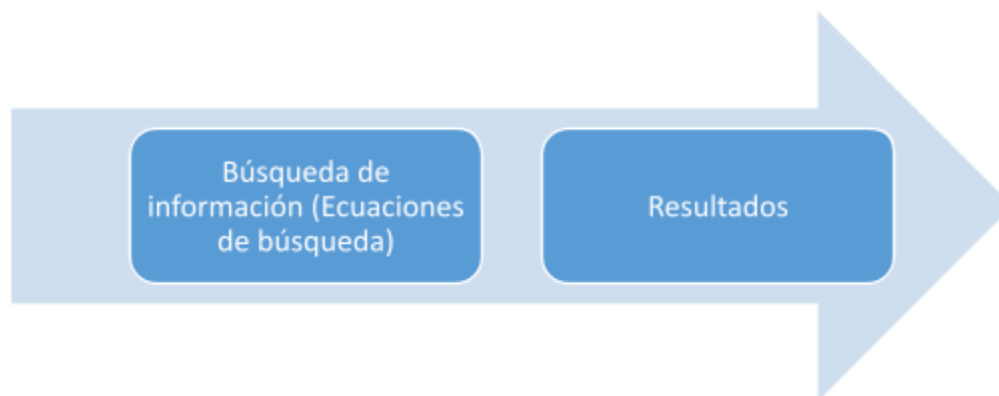 Búsqueda de
información (Ecuaciones
de búsqueda)
Resultados